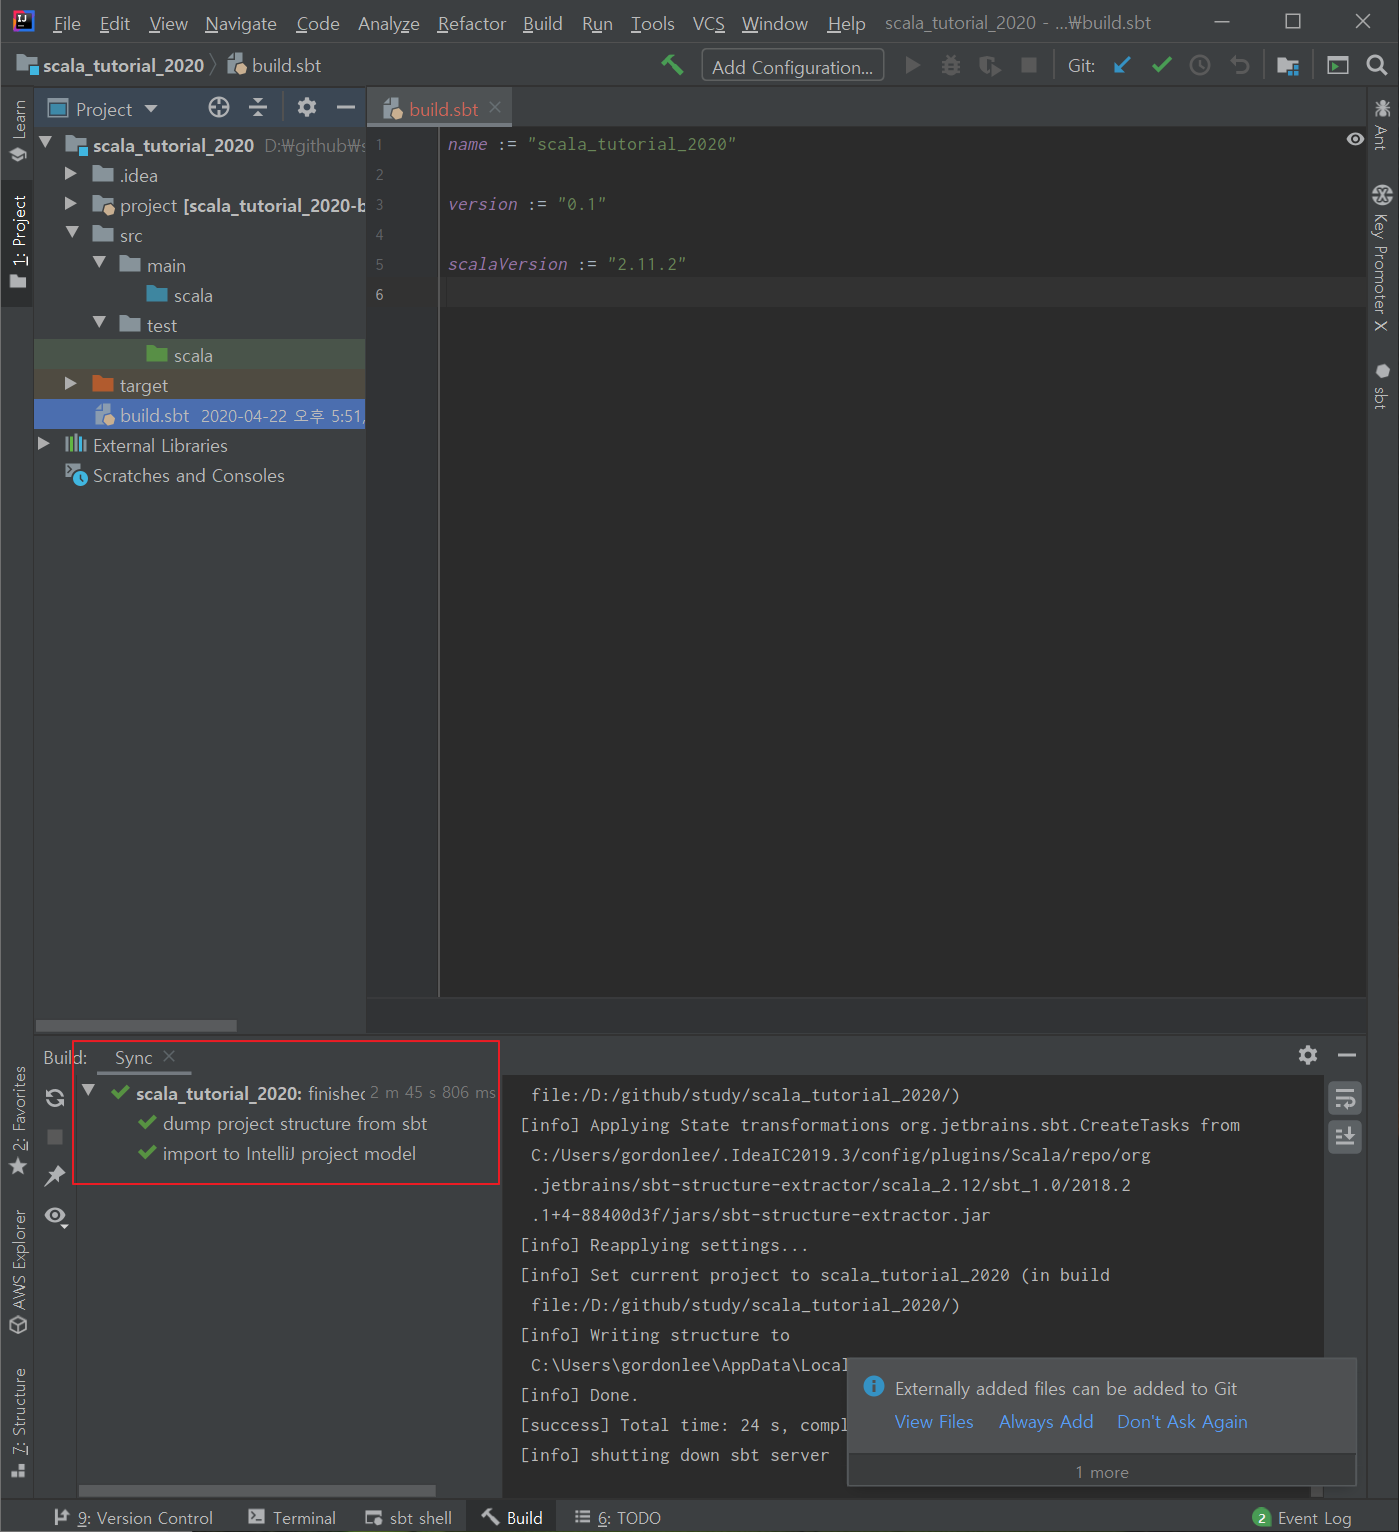 File Edit View Navigate Code Analyze Refactor Build Run Tools VCS Window Help scala_tutorial_2020 - ...₩build.sbt
scala_tutorial_2020 build.sbt Add Configuration... Git:
Learn
1: Project
Project
scala_tutorial_2020 D:₩github₩s
.idea
project [scala_tutorial_2020-b
src
main
scala
test
scala
target
build.sbt 2020-04-22 오후 5:51,
External Libraries
Scratches and Consoles
build.sbt
1 name := "scala_tutorial_2020"
2
3 version := "0.1"
4
5 scalaVersion := "2.11.2"
6
Ant
Key Promoter X
sbt
2: Favorites
AWS Explorer
7: Structure
Build: Sync
scala_tutorial_2020: finished 2 m 45 s 806 ms
dump project structure from sbt
import to IntelliJ project model
file:/D:/github/study/scala_tutorial_2020/)
[info] Applying State transformations org.jetbrains.sbt.CreateTasks from
C:/Users/gordonlee/.IdeaIC2019.3/config/plugins/Scala/repo/org
.jetbrains/sbt-structure-extractor/scala_2.12/sbt_1.0/2018.2
.1+4-88400d3f/jars/sbt-structure-extractor.jar
[info] Reapplying settings...
[info] Set current project to scala_tutorial_2020 (in build
file:/D:/github/study/scala_tutorial_2020/)
[info] Writing structure to
C:\Users\gordonlee\AppData\Local
[info] Done.
[success] Total time: 24 s, compl
[info] shutting down sbt server
Externally added files can be added to Git
View Files Always Add Don't Ask Again
1 more
9: Version Control Terminal sbt shell Build 6: TODO 2 Event Log